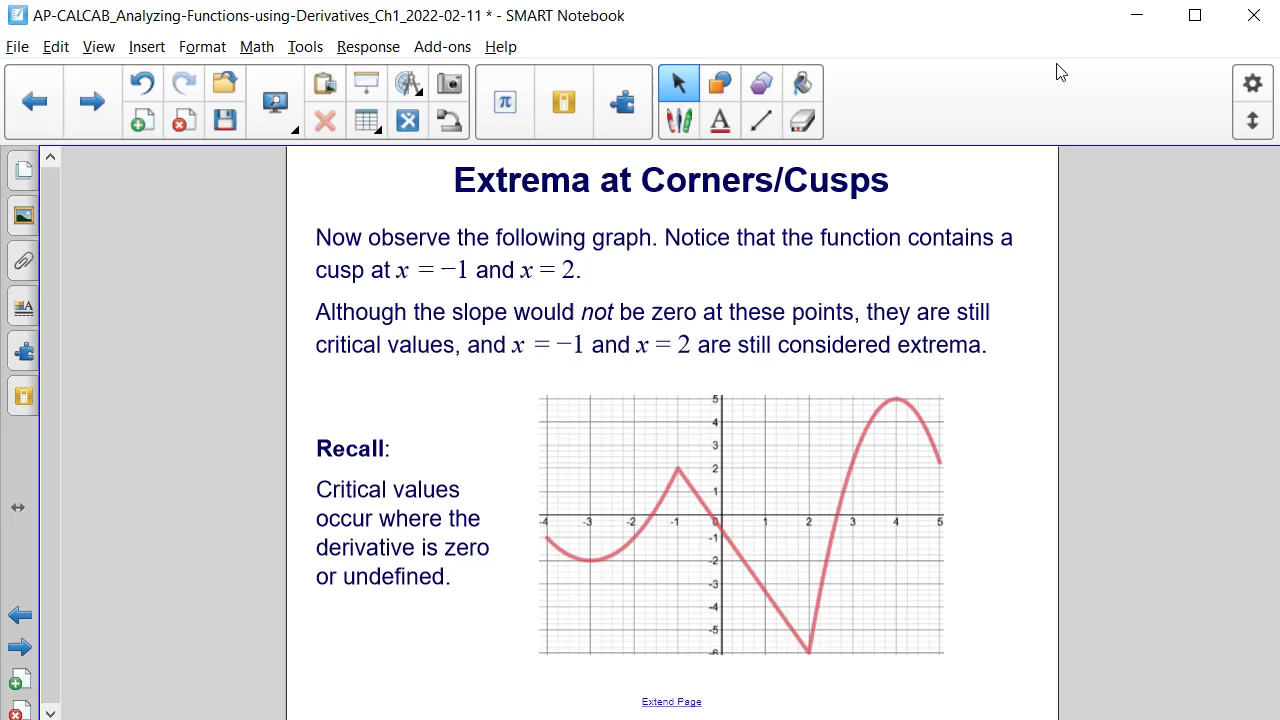 AP-CALCAB_Analyzing-Functions-using-Derivatives_Ch1_2022-02-11 * - SMART Notebook
File Edit View Insert Format Math Tools Response Add-ons Help
π
A
Extrema at Corners/Cusps
Now observe the following graph. Notice that the function contains a
cusp at x = −1 and x = 2.
Although the slope would not be zero at these points, they are still
critical values, and x = −1 and x = 2 are still considered extrema.
Recall:
Critical values
occur where the
derivative is zero
or undefined.
5
4
3
2
1
-4 -3 -2 -1 0 1 2 3 4 5
-1
-2
-3
-4
-5
-6
Extend Page